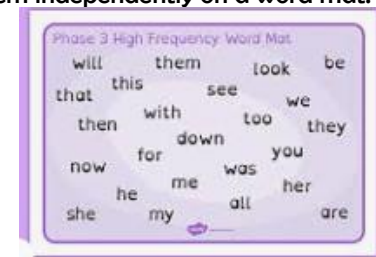 em independently on a word mat.
Phase 3 High Frequency Word Mat
will them look be
this see
that we
with too
then they
down
for you
now was
me her
he all
she my are